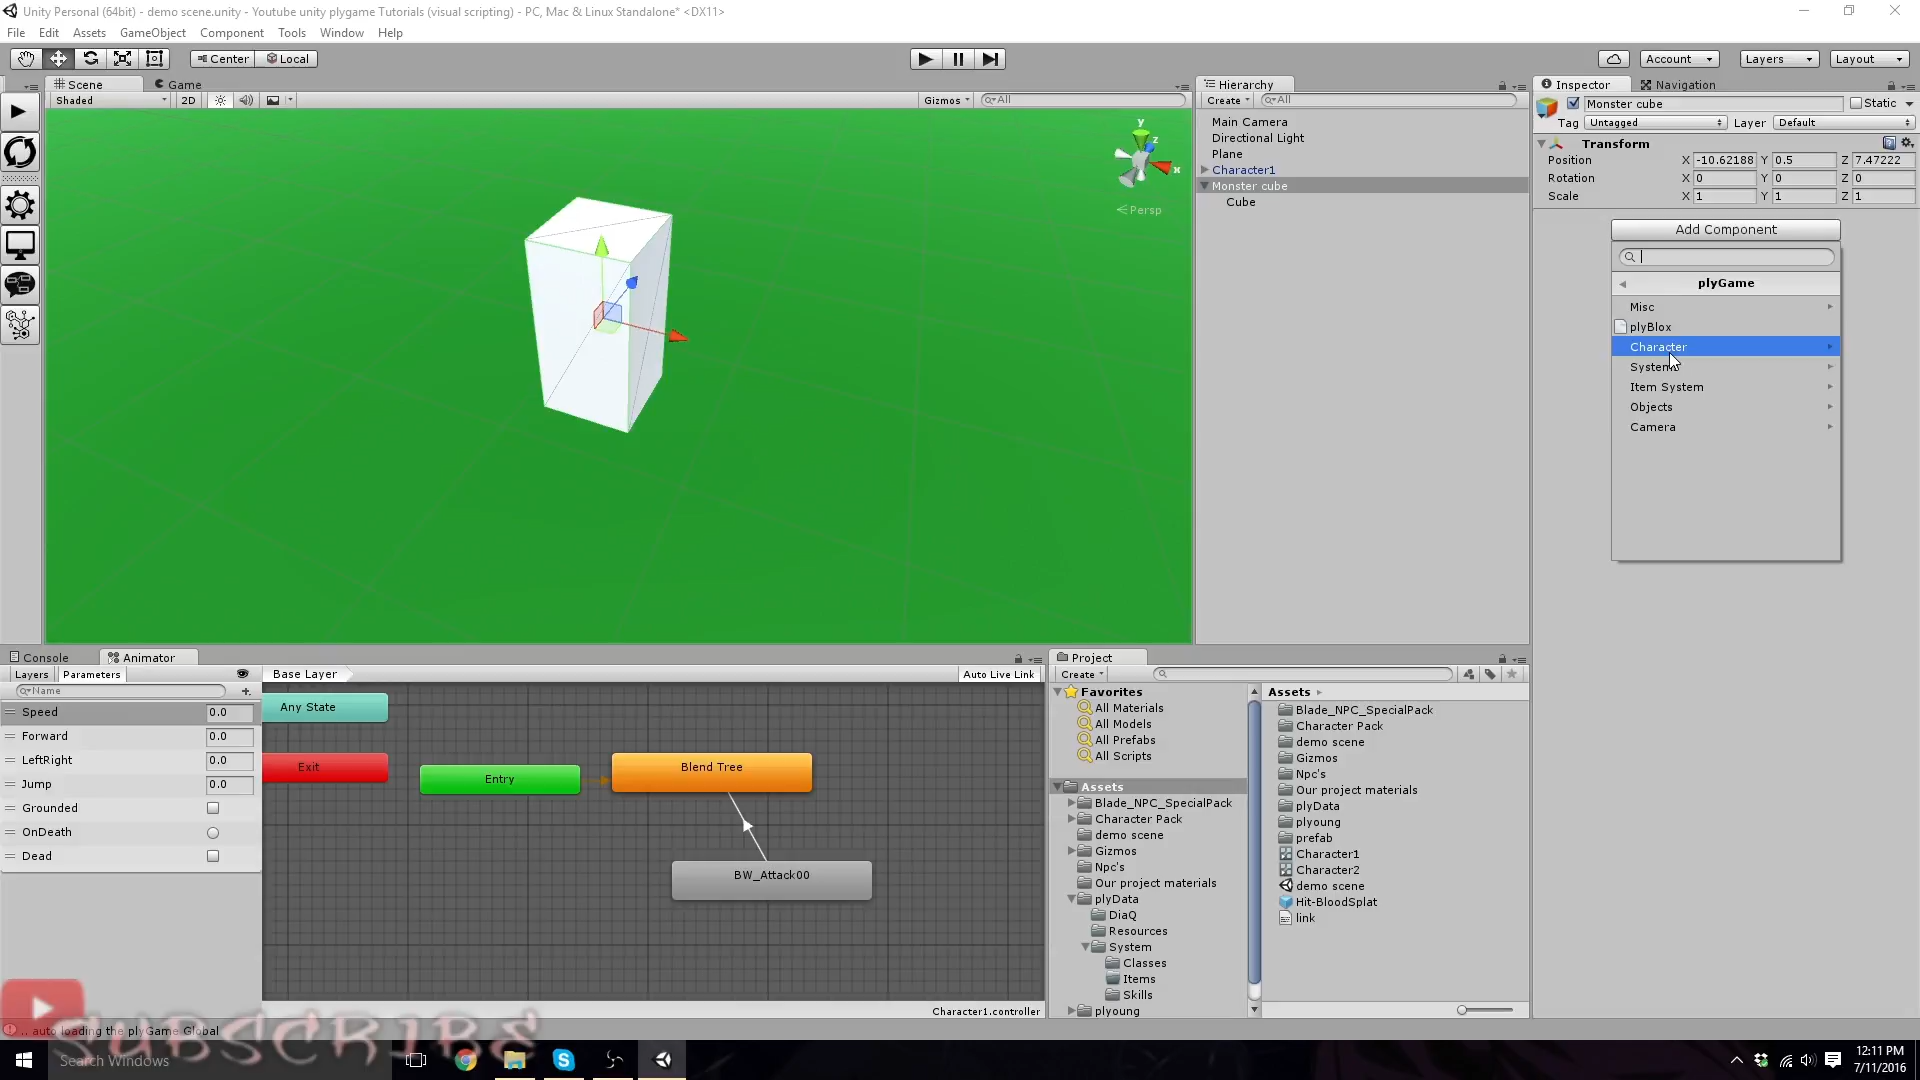 Unity Personal (64bit) - demo scene.unity - Youtube unity plygame Tutorials (visual scripting) - PC, Mac & Linux Standalone* <DX11>
File Edit Assets GameObject Component Tools Window Help
Center Local Account Layers Layout
Scene Game
Shaded 2D Gizmos All
y
z
x
Persp
Hierarchy
Create All
Main Camera
Directional Light
Plane
Character1
Monster cube
Cube
Inspector Navigation
Monster cube Static
Tag Untagged Layer Default
Transform
Position X -10.62188 Y 0.5 Z 7.47222
Rotation X 0 Y 0 Z 0
Scale X 1 Y 1 Z 1
Add Component
plyGame
Misc
plyBlox
Character
System
Item System
Objects
Camera
Console Animator
Layers Parameters
Name
Speed 0.0
Forward 0.0
LeftRight 0.0
Jump 0.0
Grounded
OnDeath
Dead
Base Layer Auto Live Link
Any State
Exit
Entry
Blend Tree
BW_Attack00
Character1.controller
Project
Create
Favorites
All Materials
All Models
All Prefabs
All Scripts
Assets
Blade_NPC_SpecialPack
Character Pack
demo scene
Gizmos
Npc's
Our project materials
plyData
DiaQ
Resources
System
Classes
Items
Skills
plyoung
Assets
Blade_NPC_SpecialPack
Character Pack
demo scene
Gizmos
Npc's
Our project materials
plyData
plyoung
prefab
Character1
Character2
demo scene
Hit-BloodSplat
link
.. auto loading the plyGame Global
SUBSCRIBE
Search Windows
12:11 PM
7/11/2016